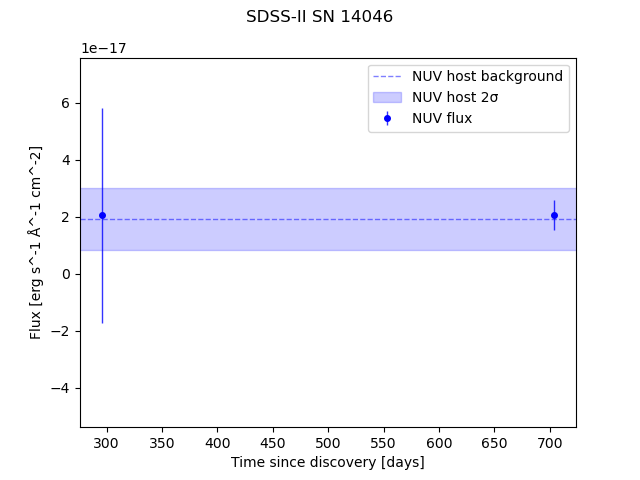 SDSS-II SN 14046
1e−17
NUV host background
NUV host 2σ
NUV flux
6
4
2
0
−2
−4
Flux [erg s^-1 Å^-1 cm^-2]
300 350 400 450 500 550 600 650 700
Time since discovery [days]